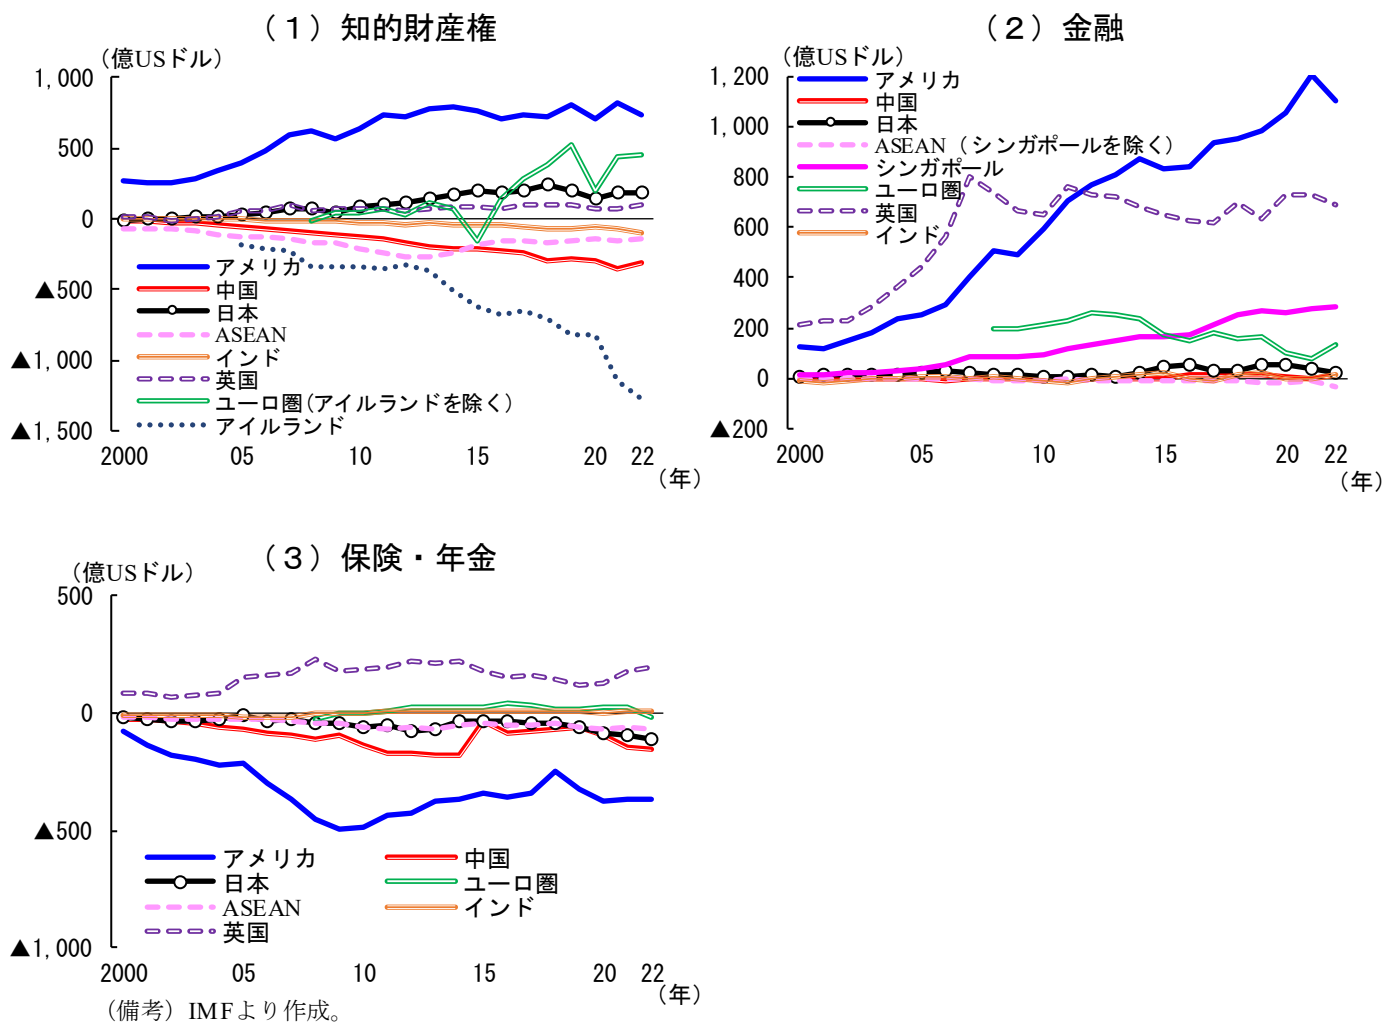 （１）知的財産権
（億USドル）
1,000
500
0
▲500
▲1,000
▲1,500
アメリカ
中国
日本
ASEAN
インド
英国
ユーロ圏（アイルランドを除く）
アイルランド
2000 05 10 15 20 22
（年）
（２）金融
（億USドル）
1,200
1,000
800
600
400
200
0
▲200
アメリカ
中国
日本
ASEAN（シンガポールを除く）
シンガポール
ユーロ圏
英国
インド
2000 05 10 15 20 22
（年）
（３）保険・年金
（億USドル）
500
0
▲500
▲1,000
アメリカ 中国
日本 ユーロ圏
ASEAN インド
英国
2000 05 10 15 20 22
（年）
（備考）IMFより作成。